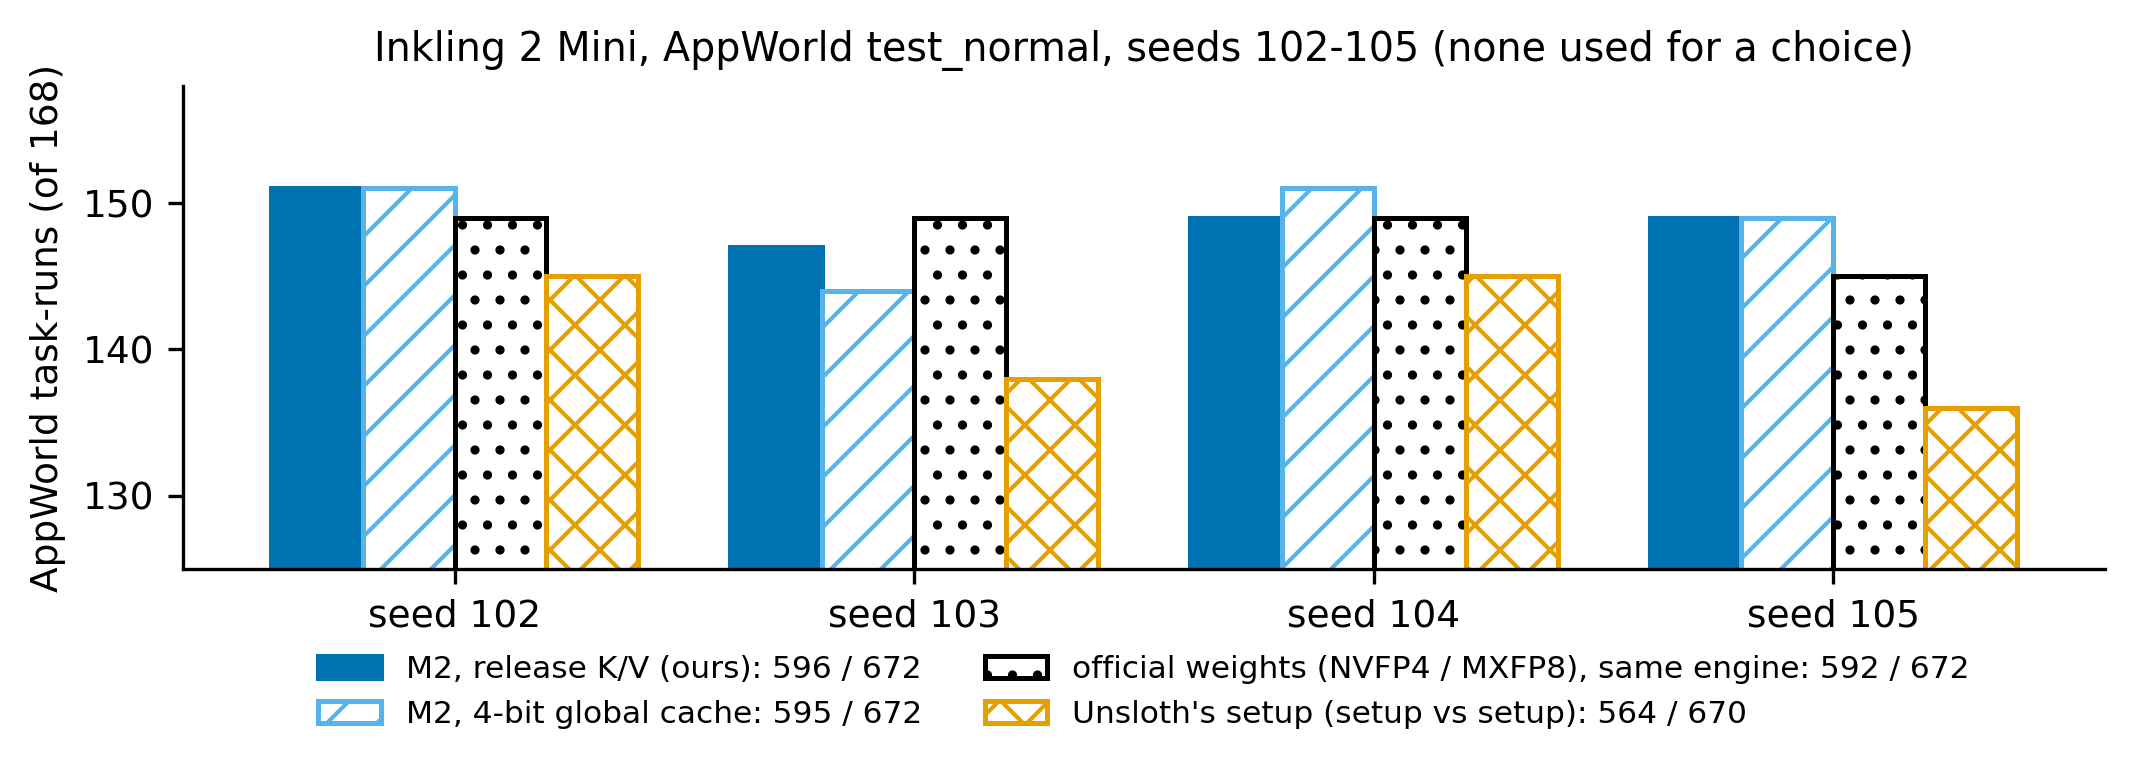 Inkling 2 Mini, AppWorld test_normal, seeds 102-105 (none used for a choice)
AppWorld task-runs (of 168)
150
140
130
seed 102
seed 103
seed 104
seed 105
M2, release K/V (ours): 596 / 672
M2, 4-bit global cache: 595 / 672
official weights (NVFP4 / MXFP8), same engine: 592 / 672
Unsloth's setup (setup vs setup): 564 / 670